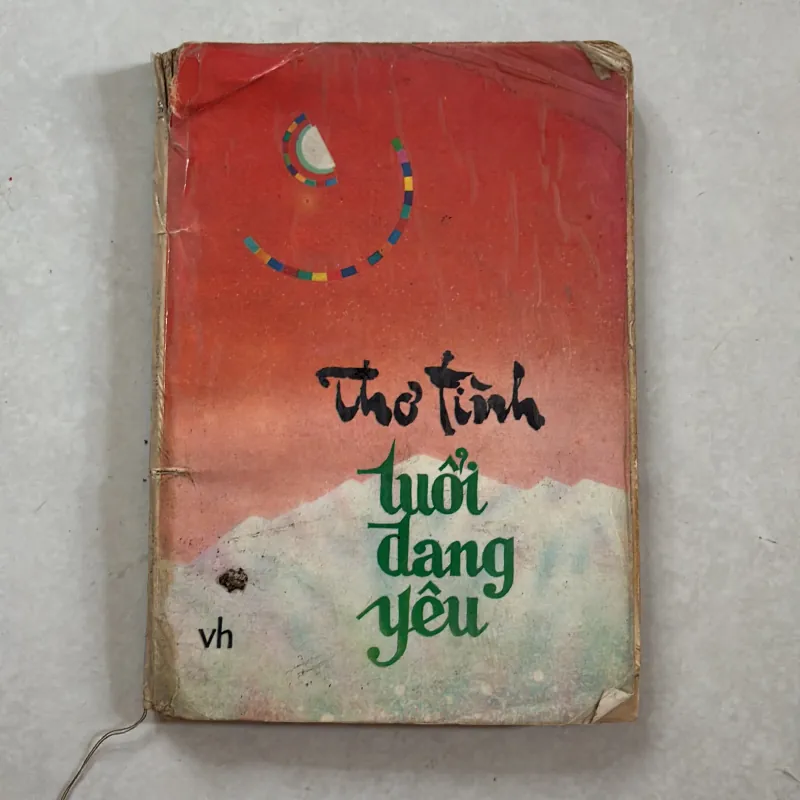 Thơ tình
tuổi
đang
yêu
vh